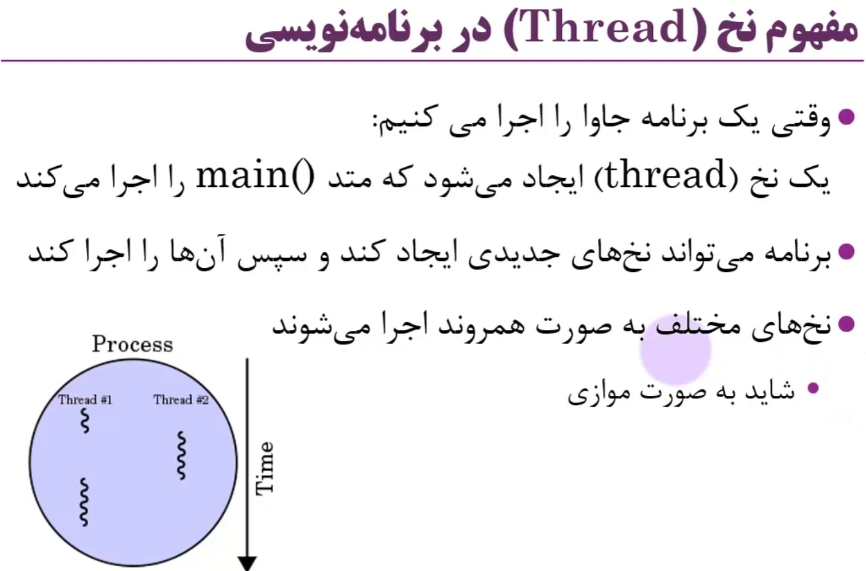 مفهوم نخ (Thread) در برنامه‌نویسی
وقتی یک برنامه جاوا را اجرا می کنیم:
یک نخ (thread) ایجاد می‌شود که متد main() را اجرا می‌کند
برنامه می‌تواند نخ‌های جدیدی ایجاد کند و سپس آن‌ها را اجرا کند
نخ‌های مختلف به صورت همروند اجرا می‌شوند
شاید به صورت موازی
Process
Thread #1
Thread #2
Time